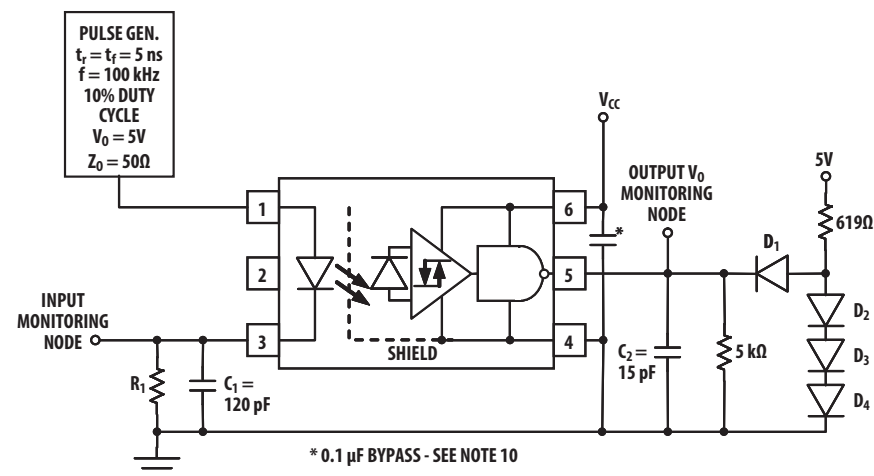 PULSE GEN.
tr = tf = 5 ns
f = 100 kHz
10% DUTY
CYCLE
V0 = 5V
Z0 = 50Ω
VCC
OUTPUT V0
MONITORING
NODE
5V
619Ω
1
6
*
D1
2
5
D2
INPUT
MONITORING
NODE
3
4
SHIELD
C2 =
15 pF
5 kΩ
D3
R1
C1 =
120 pF
D4
* 0.1 µF BYPASS - SEE NOTE 10